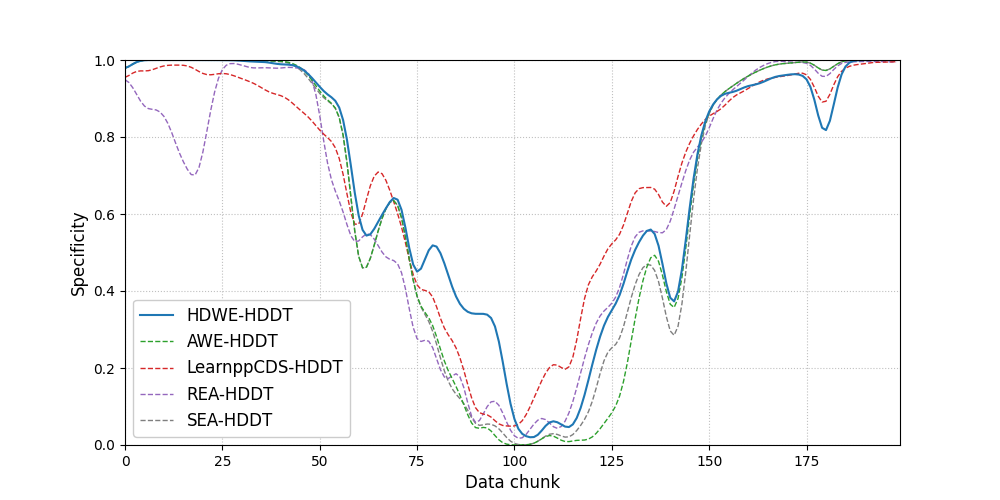 1.0
0.8
0.6
0.4
0.2
0.0
Specificity
HDWE-HDDT
AWE-HDDT
LearnppCDS-HDDT
REA-HDDT
SEA-HDDT
0 25 50 75 100 125 150 175
Data chunk